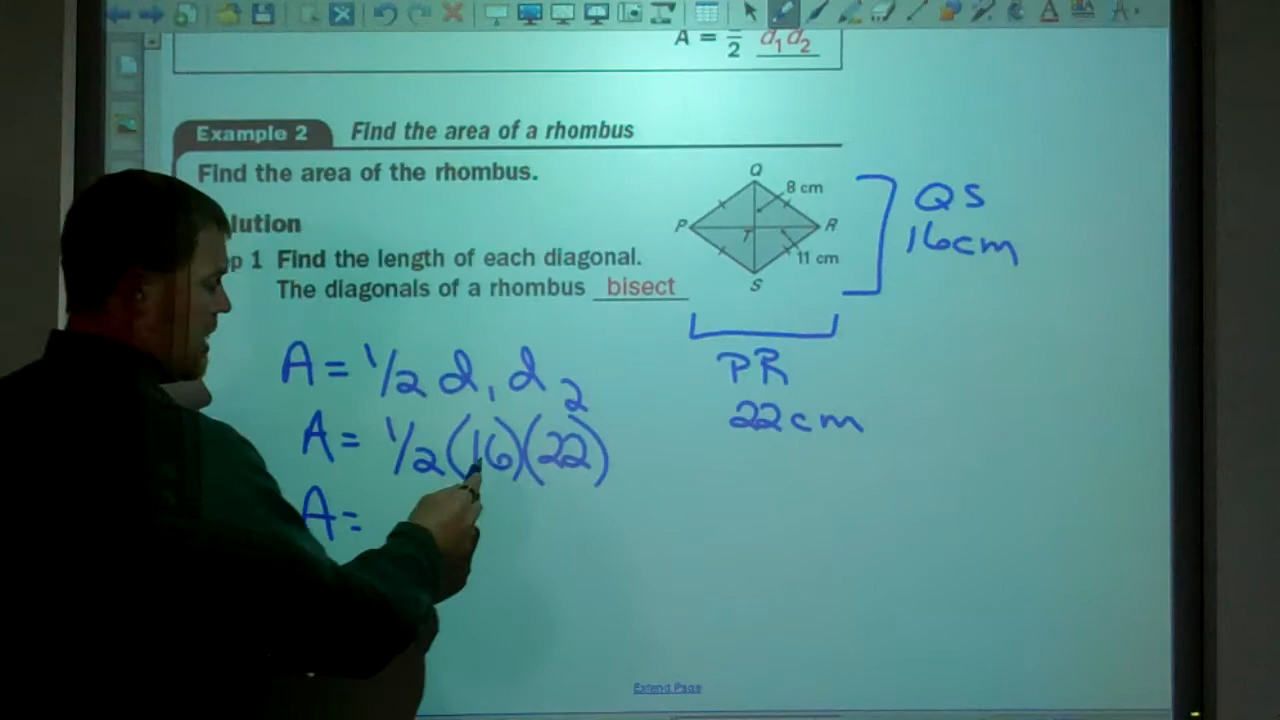 A = 1/2 d1d2
Example 2 Find the area of a rhombus
Find the area of the rhombus.
lution
p 1 Find the length of each diagonal.
The diagonals of a rhombus bisect
Q
8 cm
P
R
T
11 cm
S
QS
16cm
PR
22cm
A = 1/2 d1 d2
A = 1/2 (16)(22)
A =
Extend Page